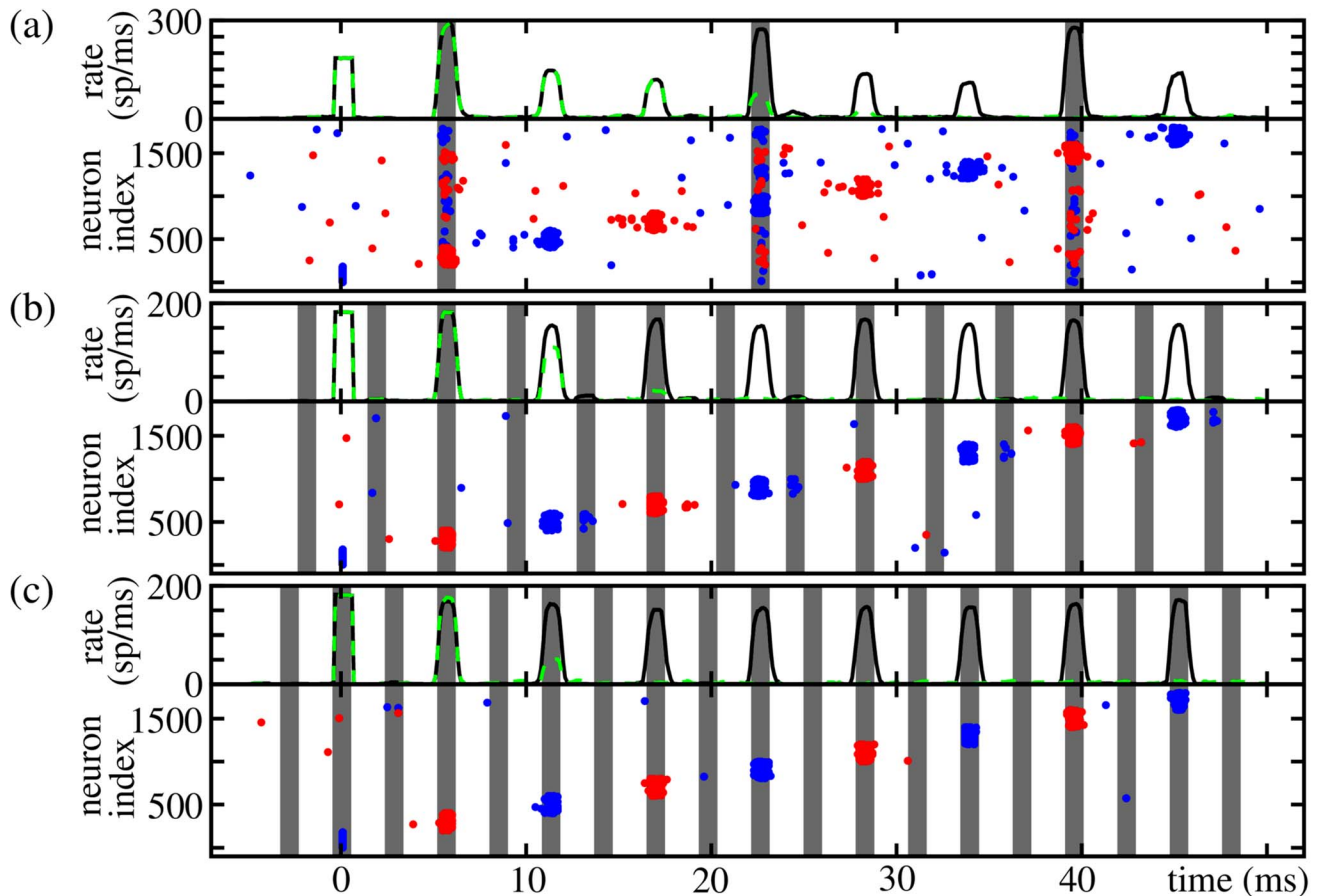 (a)
rate
(sp/ms)
300
0
neuron
index
1500
500
(b)
rate
(sp/ms)
200
0
neuron
index
1500
500
(c)
rate
(sp/ms)
200
0
neuron
index
1500
500
0 10 20 30 40 time (ms)